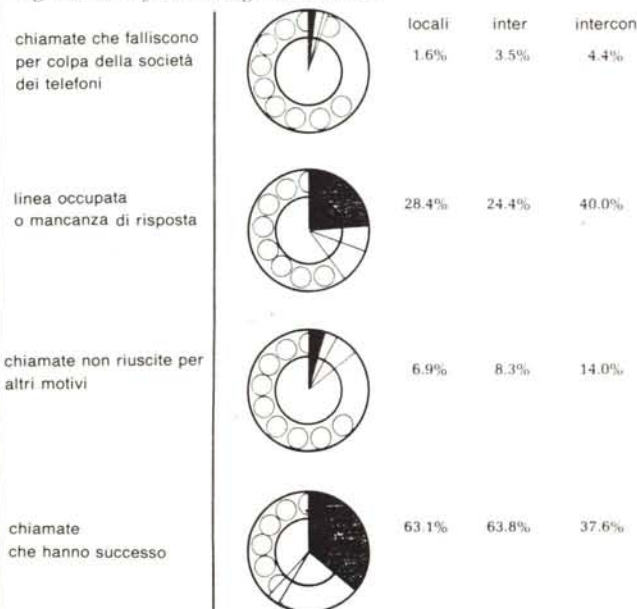 locali inter intercon
chiamate che falliscono
per colpa della società
dei telefoni
1.6% 3.5% 4.4%
linea occupata
o mancanza di risposta
28.4% 24.4% 40.0%
chiamate non riuscite per
altri motivi
6.9% 8.3% 14.0%
chiamate
che hanno successo
63.1% 63.8% 37.6%